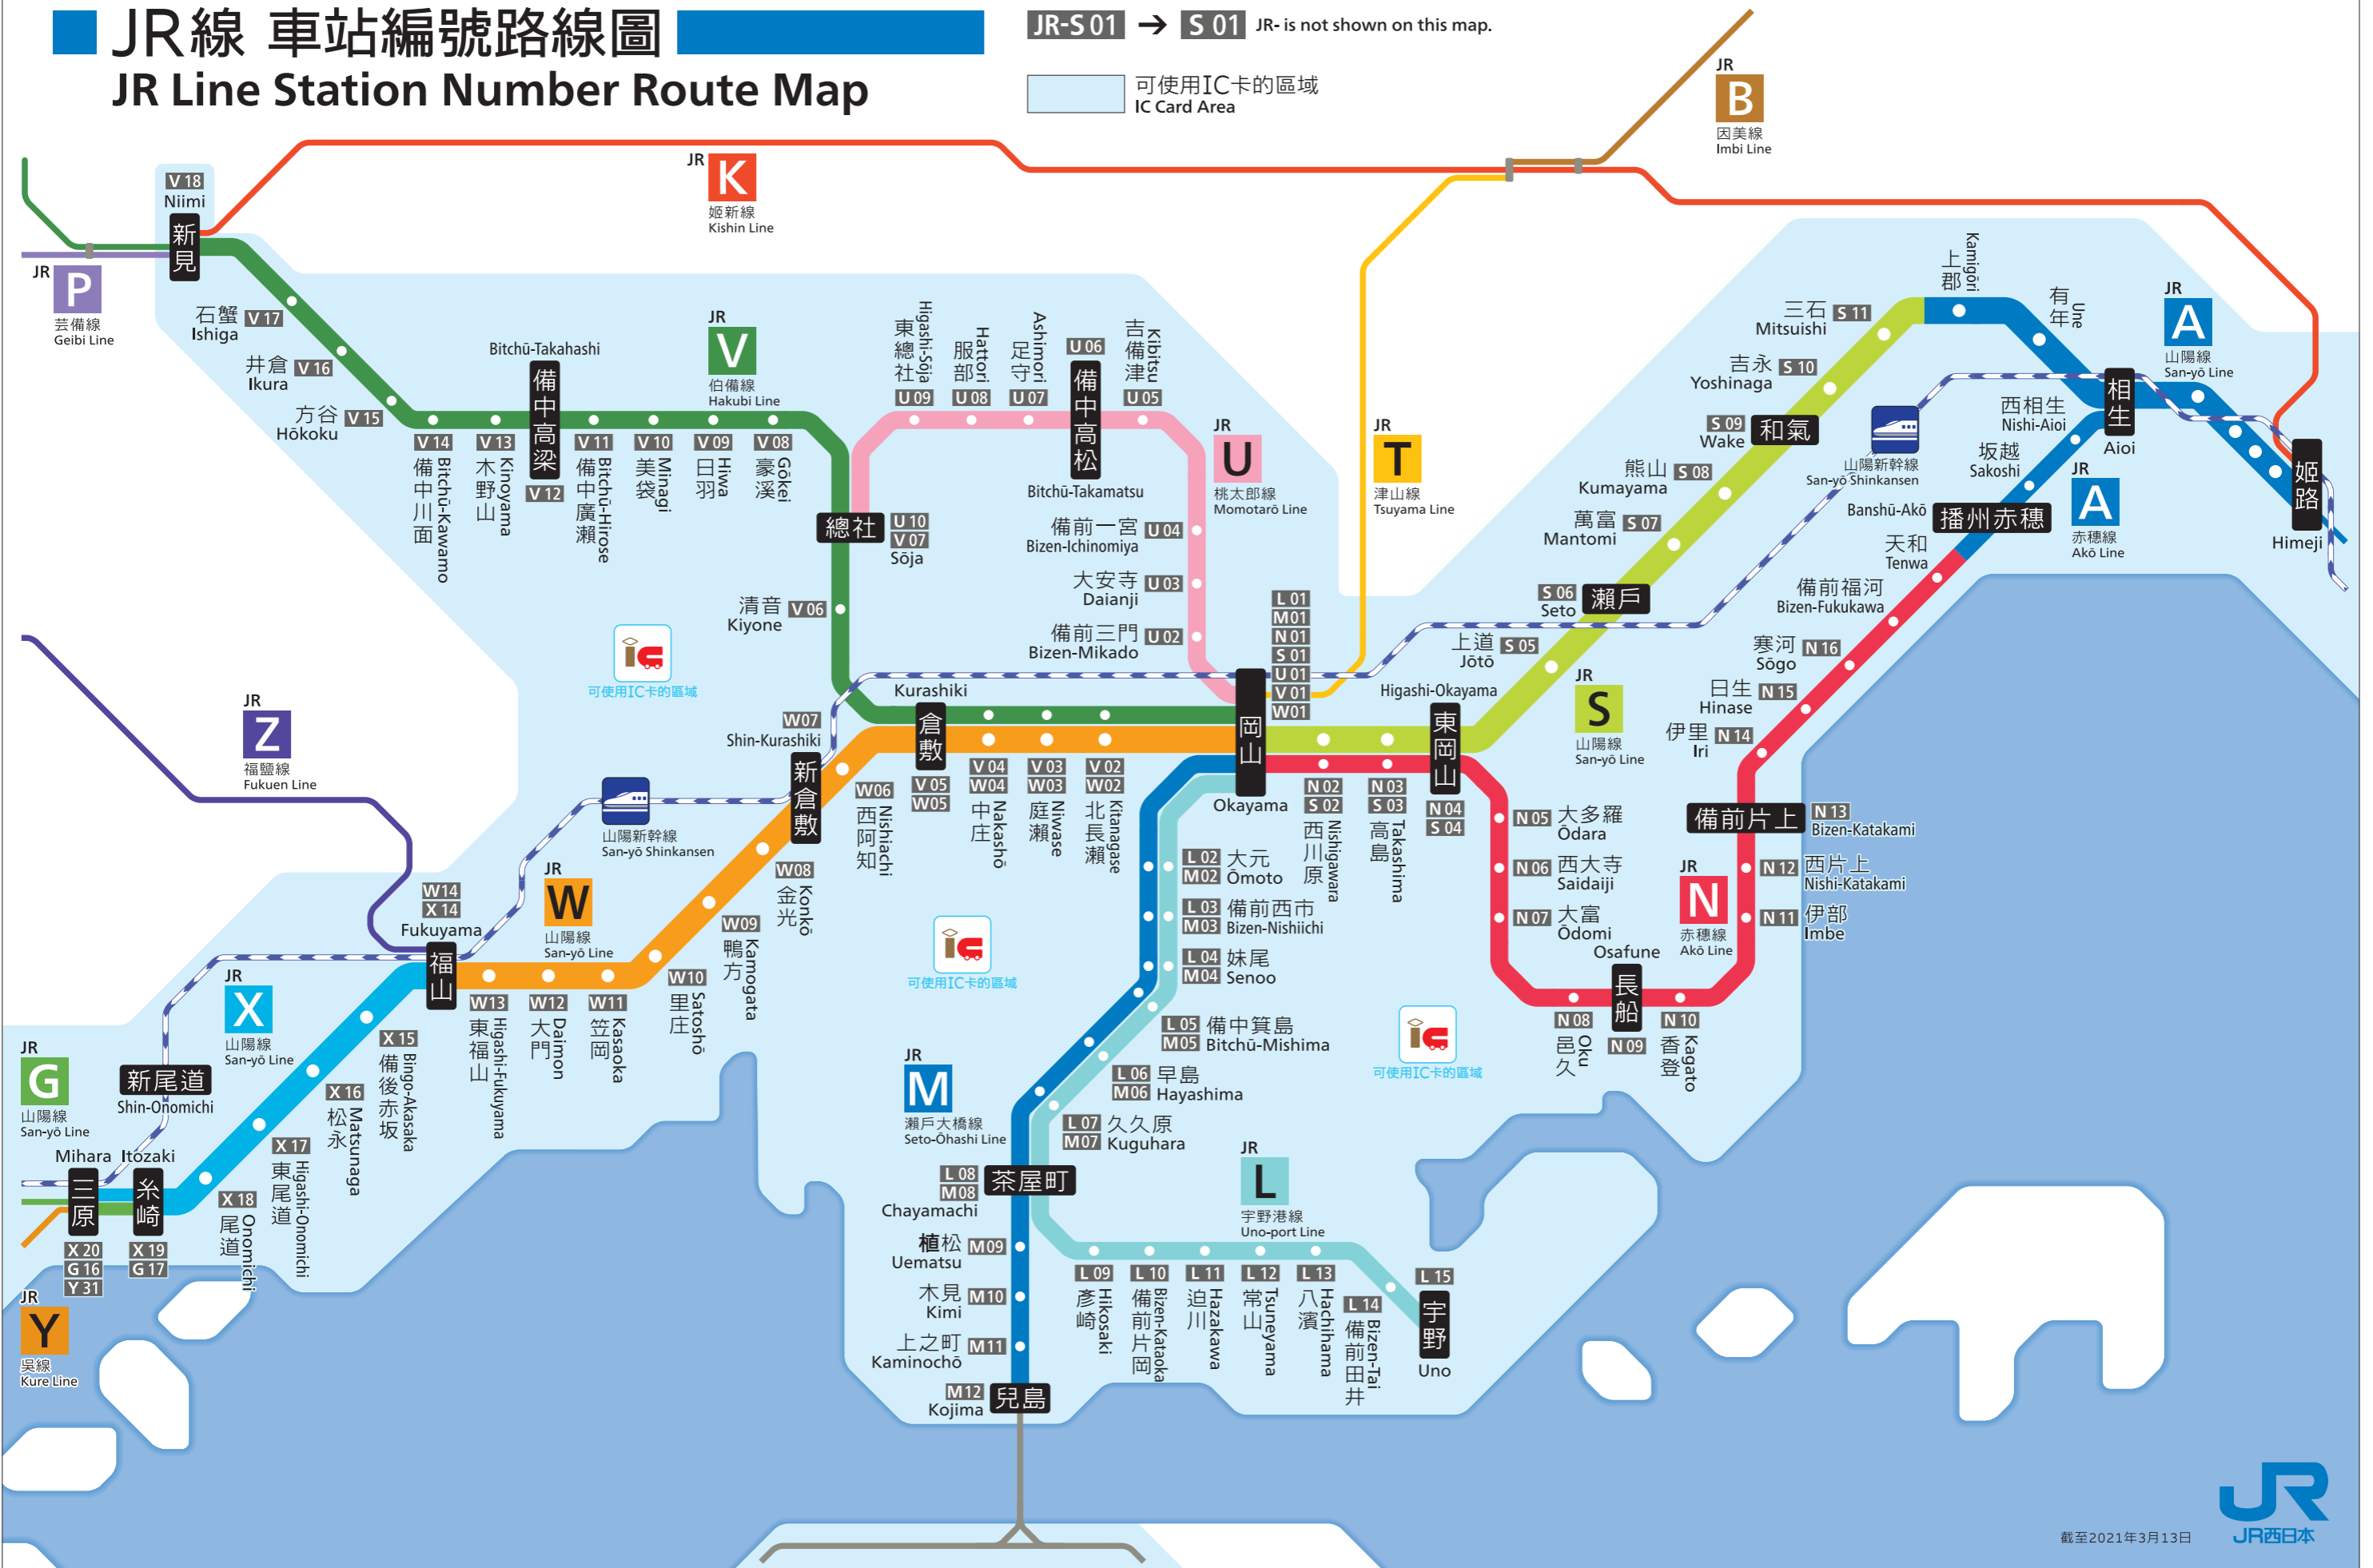 JR線 車站編號路線圖
JR Line Station Number Route Map
JR-S 01 → S 01 JR- is not shown on this map.
可使用IC卡的區域
IC Card Area
JR
B
因美線
Imbi Line
JR
K
姬新線
Kishin Line
V 18
Niimi
新見
JR
P
芸備線
Geibi Line
石蟹
Ishiga
V 17
井倉
Ikura
V 16
方谷
Hōkoku
V 15
V 14
備中川面
Bitchū-Kawamo
V 13
木野山
Kinoyama
Bitchū-Takahashi
備中高梁
V 12
V 11
備中廣瀨
Bitchū-Hirose
V 10
美袋
Minagi
V 09
日羽
Hiwa
V 08
豪溪
Gōkei
JR
V
伯備線
Hakubi Line
總社
U 10
V 07
Sōja
清音
Kiyone
V 06
東總社
Higashi-Sōja
U 09
服部
Hattori
U 08
足守
Ashimori
U 07
U 06
備中高松
Bitchū-Takamatsu
吉備津
Kibitsu
U 05
JR
U
桃太郎線
Momotarō Line
備前一宮
Bizen-Ichinomiya
U 04
大安寺
Daianji
U 03
備前三門
Bizen-Mikado
U 02
JR
T
津山線
Tsuyama Line
L 01
M 01
N 01
S 01
U 01
V 01
W01
岡山
Okayama
三石
Mitsuishi
S 11
吉永
Yoshinaga
S 10
S 09
Wake
和氣
熊山
Kumayama
S 08
萬富
Mantomi
S 07
S 06
Seto
瀨戶
上道
Jōtō
S 05
JR
S
山陽線
San-yō Line
上郡
Kamigōri
有年
Une
JR
A
山陽線
San-yō Line
相生
Aioi
西相生
Nishi-Aioi
坂越
Sakoshi
JR
A
赤穗線
Akō Line
Banshū-Akō
播州赤穗
姬路
Himeji
山陽新幹線
San-yō Shinkansen
天和
Tenwa
備前福河
Bizen-Fukukawa
寒河
Sōgo
N 16
日生
Hinase
N 15
伊里
Iri
N 14
備前片上
N 13
Bizen-Katakami
N 12
西片上
Nishi-Katakami
N 11
伊部
Imbe
JR
N
赤穗線
Akō Line
Higashi-Okayama
東岡山
N 04
S 04
N 02
S 02
西川原
Nishigawara
N 03
S 03
高島
Takashima
N 05
大多羅
Ōdara
N 06
西大寺
Saidaiji
N 07
大富
Ōdomi
N 08
邑久
Oku
Osafune
長船
N 09
N 10
香登
Kagato
可使用IC卡的區域
可使用IC卡的區域
可使用IC卡的區域
Kurashiki
倉敷
V 05
W05
V 04
W04
中庄
Nakashō
V 03
W03
庭瀨
Niwase
V 02
W02
北長瀨
Kitanagase
W07
Shin-Kurashiki
新倉敷
W06
西阿知
Nishiachi
JR
Z
福鹽線
Fukuen Line
山陽新幹線
San-yō Shinkansen
JR
W
山陽線
San-yō Line
W08
金光
Konkō
W09
鴨方
Kamogata
W10
里庄
Satoshō
W11
笠岡
Kasaoka
W12
大門
Daimon
W13
東福山
Higashi-Fukuyama
W14
X 14
Fukuyama
福山
JR
X
山陽線
San-yō Line
X 15
備後赤坂
Bingo-Akasaka
X 16
松永
Matsunaga
X 17
東尾道
Higashi-Onomichi
X 18
尾道
Onomichi
新尾道
Shin-Onomichi
JR
G
山陽線
San-yō Line
Mihara
三原
X 20
G 16
Y 31
Itozaki
糸崎
X 19
G 17
JR
Y
吳線
Kure Line
L 02
M 02
大元
Ōmoto
L 03
M 03
備前西市
Bizen-Nishiichi
L 04
M 04
妹尾
Senoo
L 05
M 05
備中箕島
Bitchū-Mishima
L 06
M 06
早島
Hayashima
L 07
M 07
久久原
Kuguhara
JR
M
瀨戶大橋線
Seto-Ōhashi Line
L 08
M 08
Chayamachi
茶屋町
植松
Uematsu
M 09
木見
Kimi
M 10
上之町
Kaminochō
M 11
M 12
Kojima
兒島
JR
L
宇野港線
Uno-port Line
L 09
彥崎
Hikosaki
L 10
備前片岡
Bizen-Kataoka
L 11
迫川
Hazakawa
L 12
常山
Tsuneyama
L 13
八濱
Hachihama
L 14
備前田井
Bizen-Tai
L 15
宇野
Uno
截至2021年3月13日
JR
JR西日本